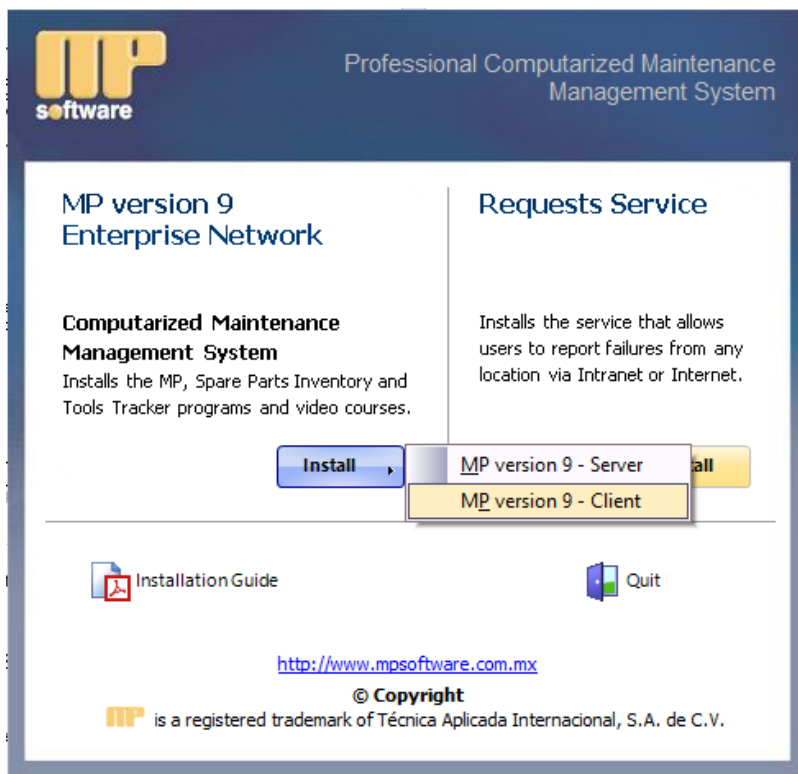 MP
software
Professional Computarized Maintenance
Management System
MP version 9
Enterprise Network
Computarized Maintenance
Management System
Installs the MP, Spare Parts Inventory and
Tools Tracker programs and video courses.
Install
Requests Service
Installs the service that allows
users to report failures from any
location via Intranet or Internet.
MP version 9 - Server
MP version 9 - Client
all
Installation Guide
Quit
http://www.mpsoftware.com.mx
© Copyright
MP is a registered trademark of Técnica Aplicada Internacional, S.A. de C.V.